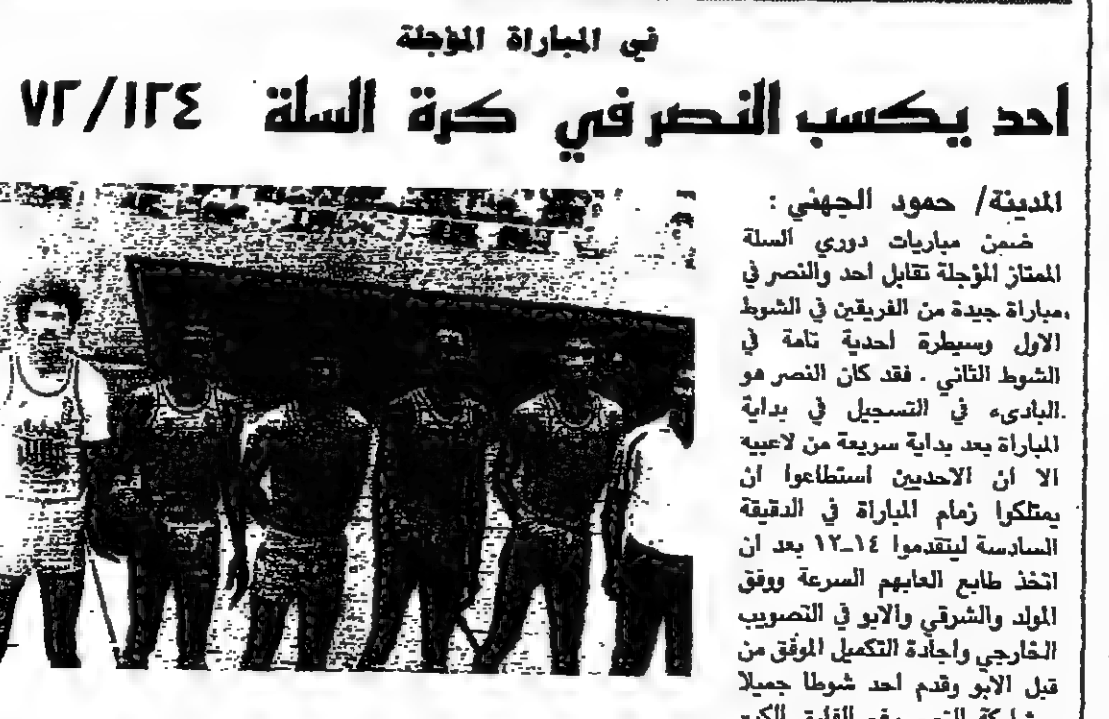 في المباراة المؤجلة
احد يكسب النصر في كرة السلة ٧٢/١٢٤
المدينة/ حمود الجهني :
ضمن مباريات دوري السلة
الممتاز المؤجلة تقابل احد والنصر في
مباراة جيدة من الفريقين في الشوط
الاول وسيطرة احدية تامة في
الشوط الثاني . فقد كان النصر هو
البادىء في التسجيل في بداية
المباراة بعد بداية سريعة من لاعبيه
الا ان الاحديين استطاعوا ان
يمتلكوا زمام المباراة في الدقيقة
السادسة ليتقدموا ١٤ــ١٢ بعد ان
اتخذ طابع العابهم السرعة ووفق
المولد والشرقي والابو في التصويب
الخارجي واجادة التكميل الموفق من
قبل الابو وقدم احد شوطا جميلا